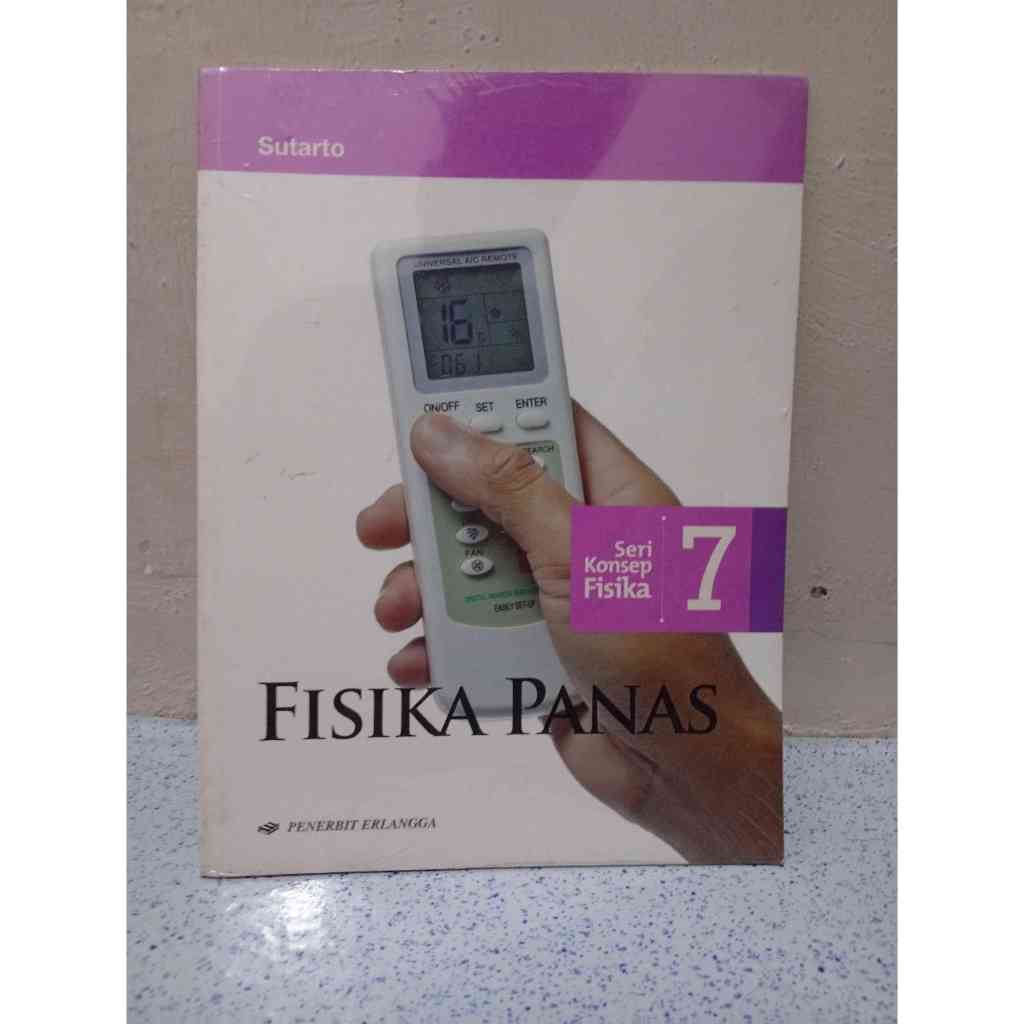 Sutarto
UNIVERSAL A/C REMOTE
16
061
ON/OFF SET ENTER
SEARCH
FAN
EASILY SET-UP
Seri
Konsep
Fisika
7
FISIKA PANAS
PENERBIT ERLANGGA